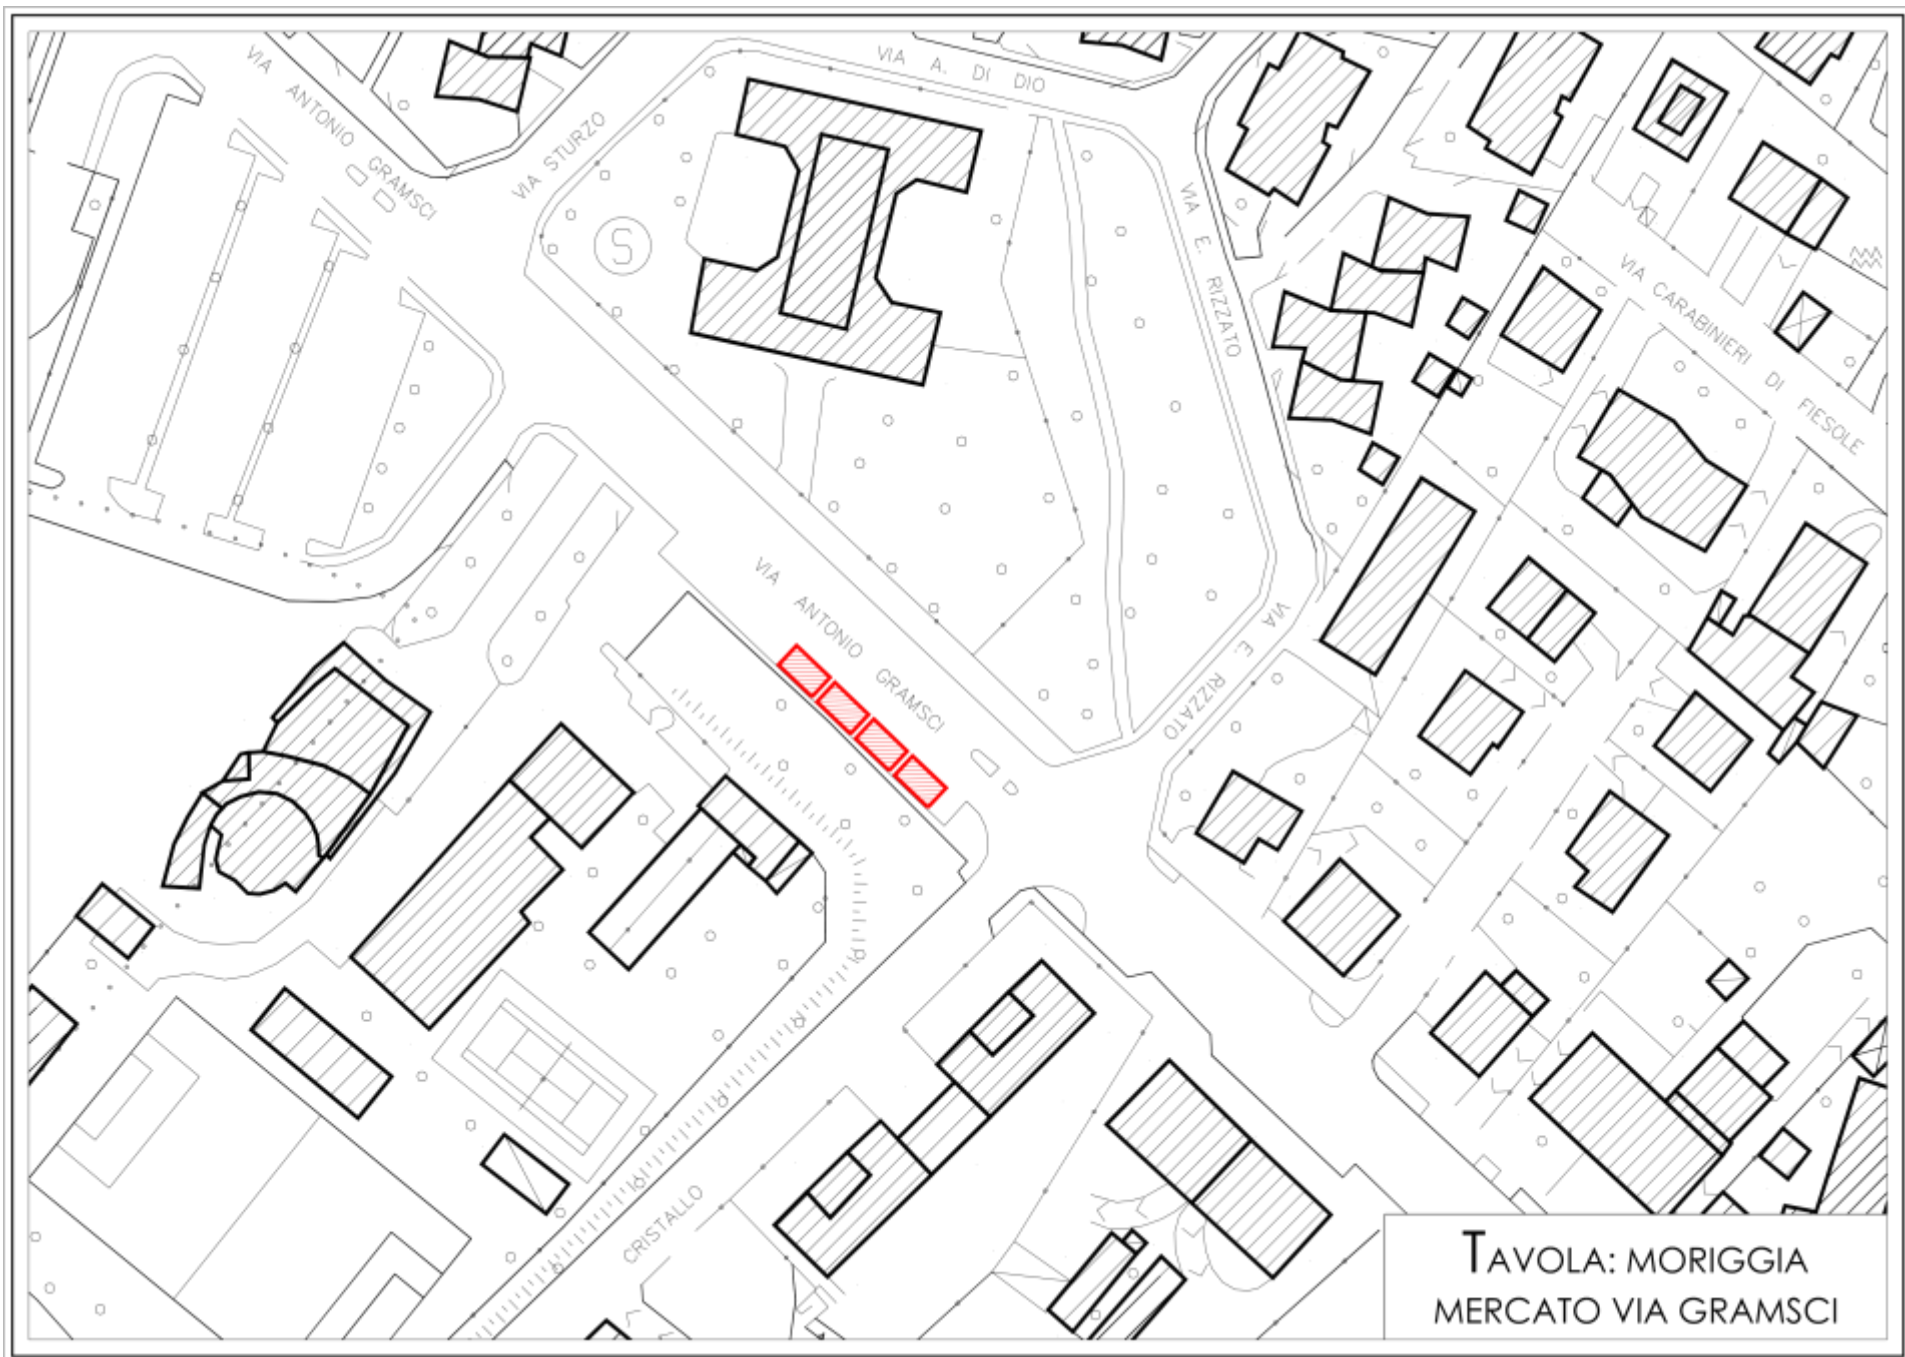 VIA A. DI DIO
VIA ANTONIO GRAMSCI
VIA STURZO
S
VIA E. RIZZATO
VIA CARABINIERI DI FIESOLE
VIA ANTONIO GRAMSCI
VIA E. RIZZATO
CRISTALLO
TAVOLA: MORIGGIA
MERCATO VIA GRAMSCI